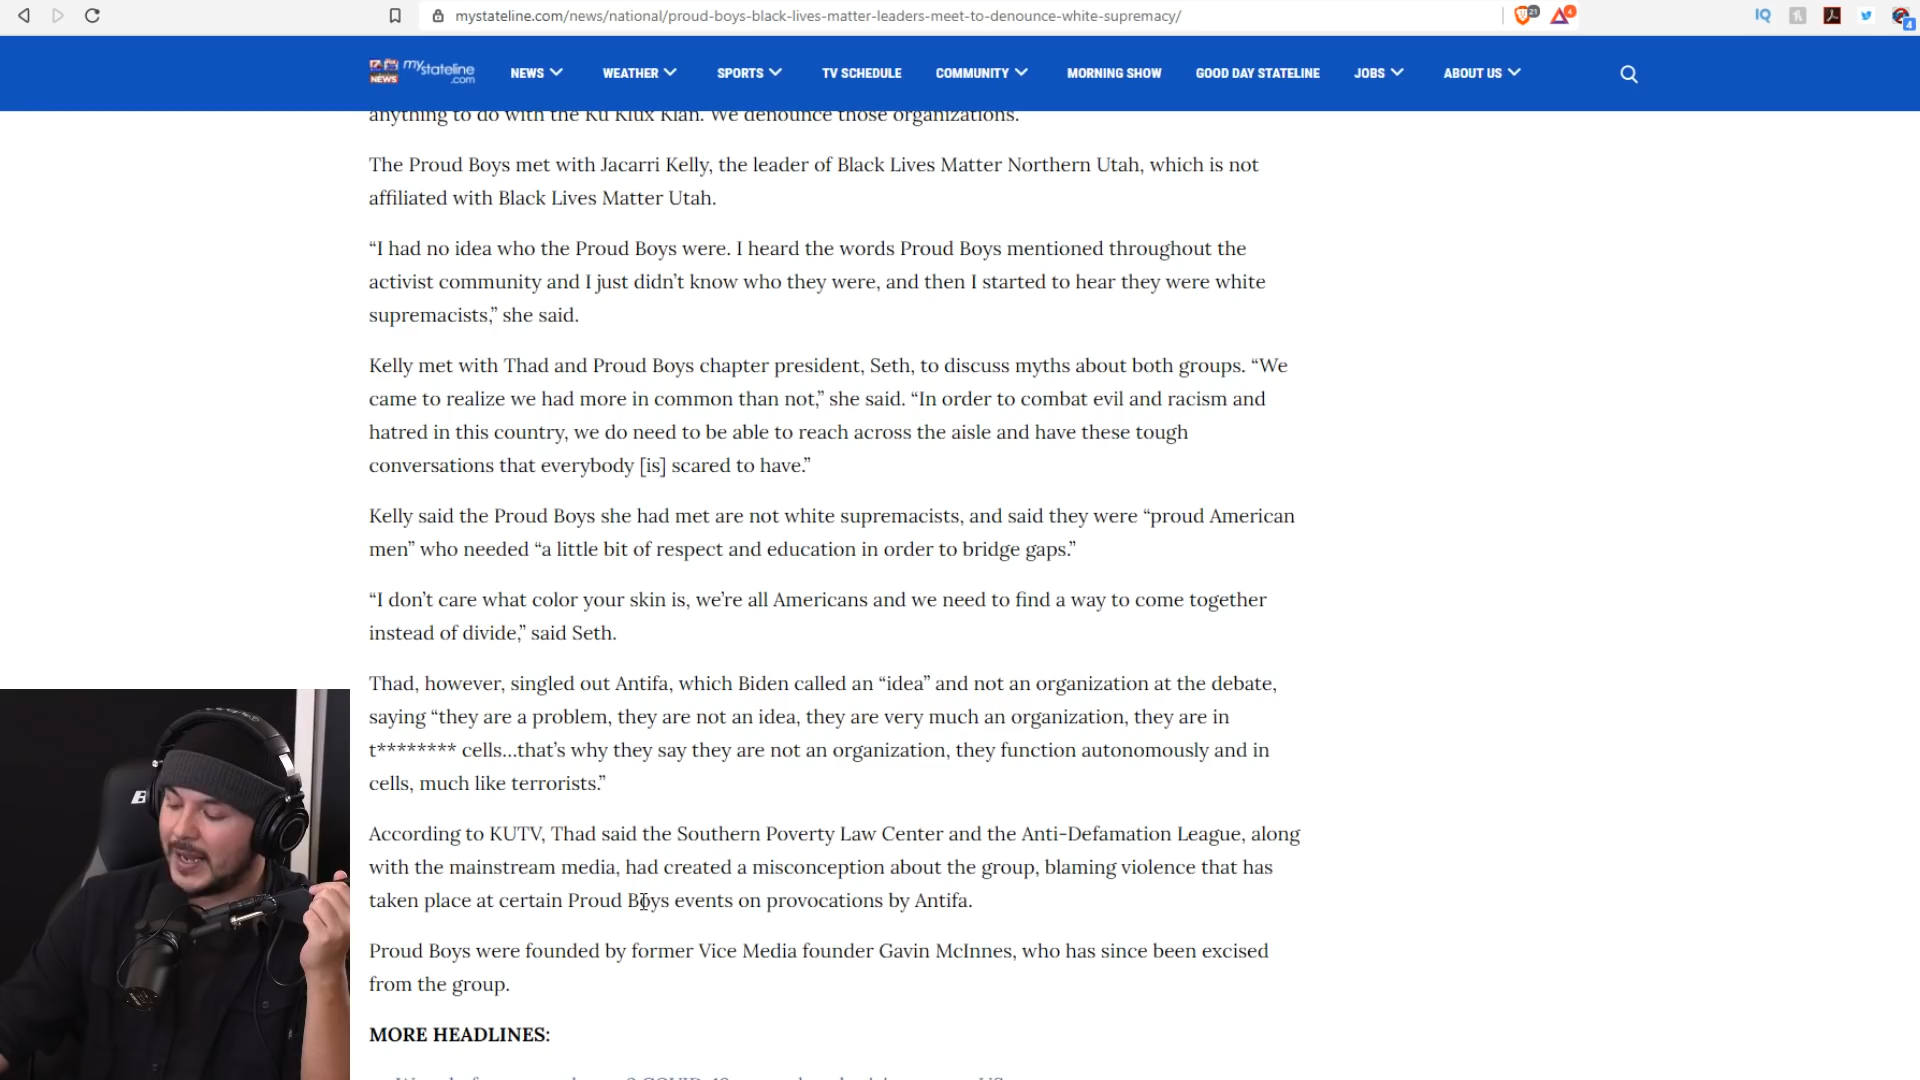 mystateline.com/news/national/proud-boys-black-lives-matter-leaders-meet-to-denounce-white-supremacy/
21
4
IQ
4
NEWS
mystateline
.com
NEWS
WEATHER
SPORTS
TV SCHEDULE
COMMUNITY
MORNING SHOW
GOOD DAY STATELINE
JOBS
ABOUT US
anything to do with the Ku Klux Klan. We denounce those organizations.
The Proud Boys met with Jacarri Kelly, the leader of Black Lives Matter Northern Utah, which is not
affiliated with Black Lives Matter Utah.
“I had no idea who the Proud Boys were. I heard the words Proud Boys mentioned throughout the
activist community and I just didn’t know who they were, and then I started to hear they were white
supremacists,” she said.
Kelly met with Thad and Proud Boys chapter president, Seth, to discuss myths about both groups. “We
came to realize we had more in common than not,” she said. “In order to combat evil and racism and
hatred in this country, we do need to be able to reach across the aisle and have these tough
conversations that everybody [is] scared to have.”
Kelly said the Proud Boys she had met are not white supremacists, and said they were “proud American
men” who needed “a little bit of respect and education in order to bridge gaps.”
“I don’t care what color your skin is, we’re all Americans and we need to find a way to come together
instead of divide,” said Seth.
Thad, however, singled out Antifa, which Biden called an “idea” and not an organization at the debate,
saying “they are a problem, they are not an idea, they are very much an organization, they are in
t******** cells…that’s why they say they are not an organization, they function autonomously and in
cells, much like terrorists.”
According to KUTV, Thad said the Southern Poverty Law Center and the Anti-Defamation League, along
with the mainstream media, had created a misconception about the group, blaming violence that has
taken place at certain Proud Boys events on provocations by Antifa.
Proud Boys were founded by former Vice Media founder Gavin McInnes, who has since been excised
from the group.
MORE HEADLINES: